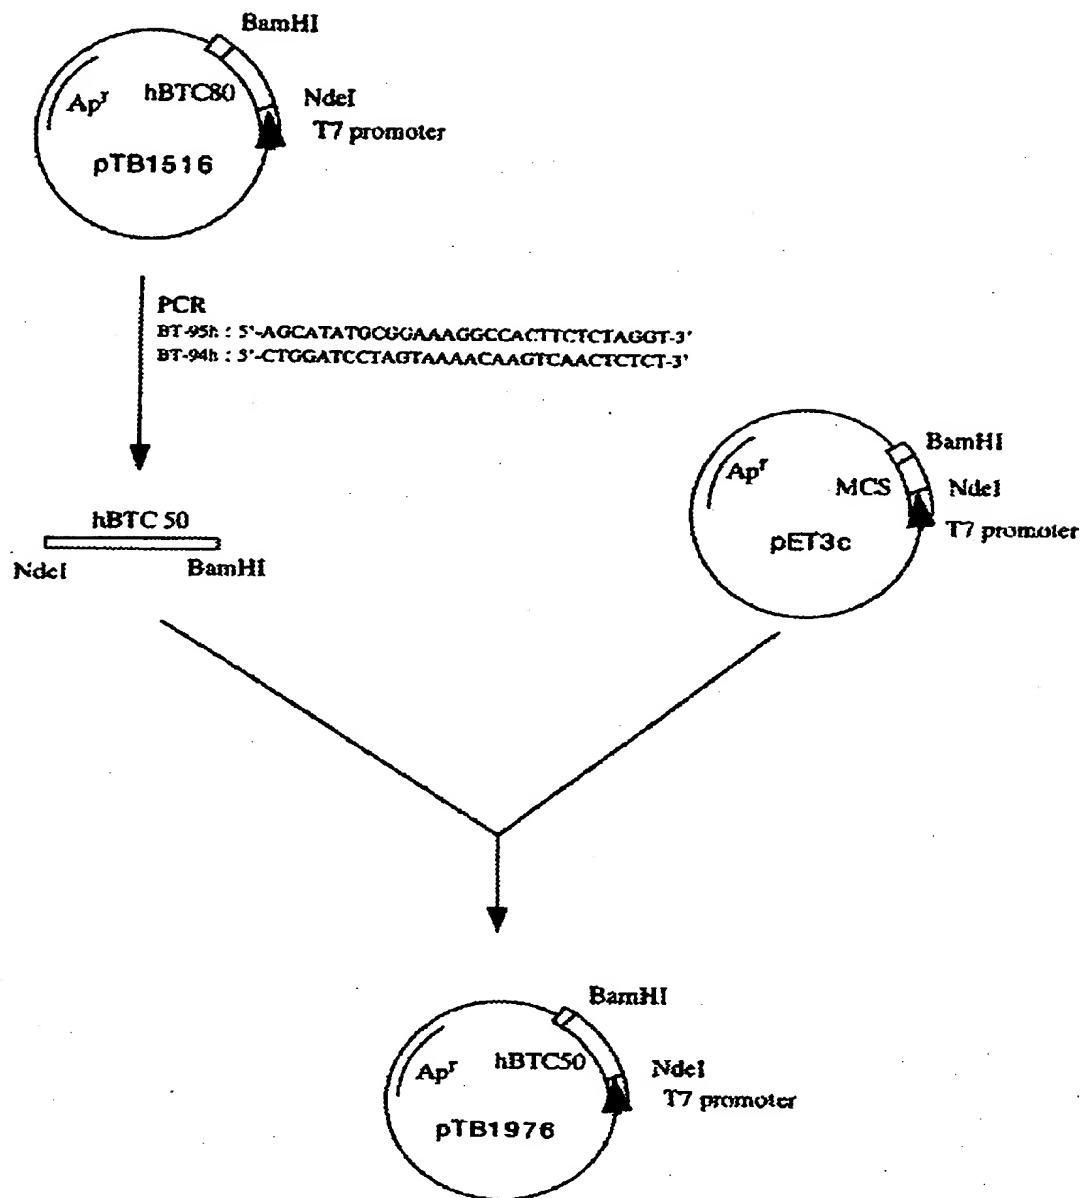 BamHI
Apr hBTC80 NdeI
T7 promoter
pTB1516
PCR
BT-95h : 5'-AGCATATGCGGAAAGGCCACTTCTCTAGGT-3'
BT-94h : 5'-CTGGATCCTAGTAAAACAAGTCAACTCTCT-3'
BamHI
Apr MCS NdeI
T7 promoter
pET3c
hBTC 50
NdeI BamHI
BamHI
Apr hBTC50 NdeI
T7 promoter
pTB1976